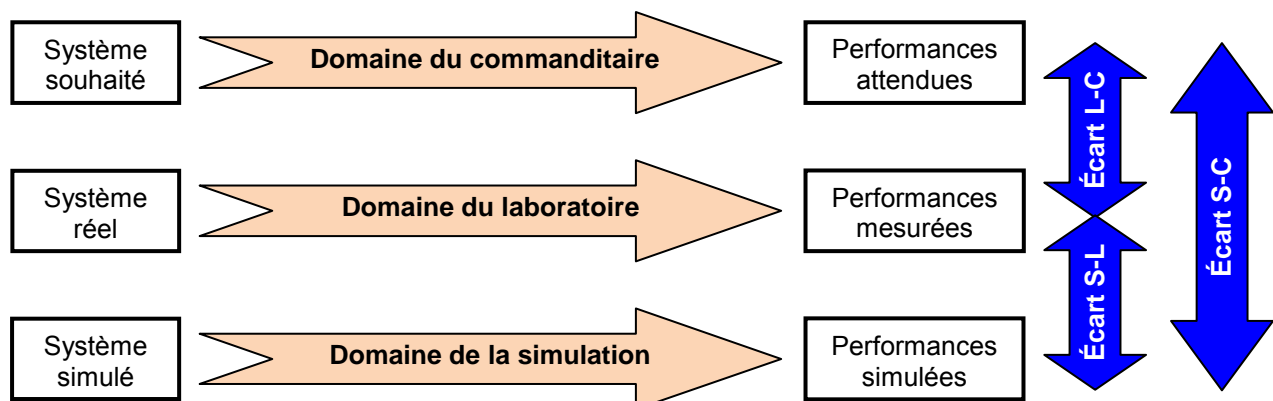 Système
souhaité
Domaine du commanditaire
Performances
attendues
Écart L-C
Écart S-C
Système
réel
Domaine du laboratoire
Performances
mesurées
Écart S-L
Système
simulé
Domaine de la simulation
Performances
simulées